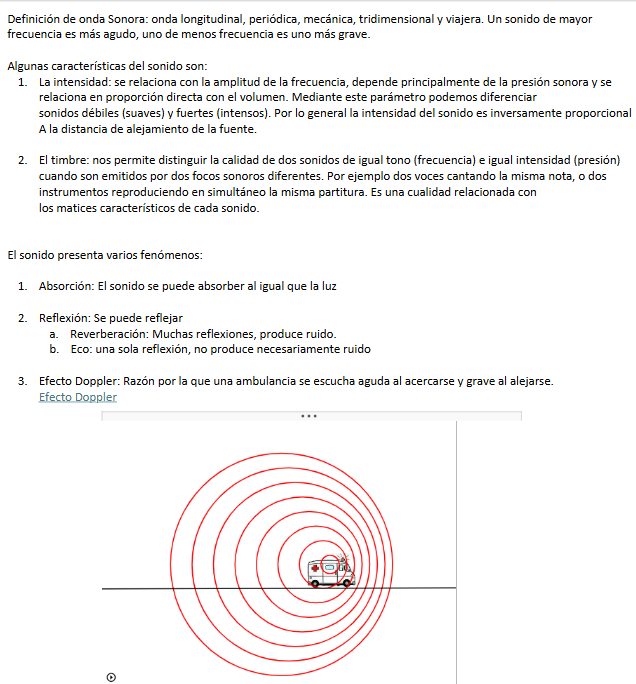 Definición de onda Sonora: onda longitudinal, periódica, mecánica, tridimensional y viajera. Un sonido de mayor
frecuencia es más agudo, uno de menos frecuencia es uno más grave.
Algunas características del sonido son:
1. La intensidad: se relaciona con la amplitud de la frecuencia, depende principalmente de la presión sonora y se
relaciona en proporción directa con el volumen. Mediante este parámetro podemos diferenciar
sonidos débiles (suaves) y fuertes (intensos). Por lo general la intensidad del sonido es inversamente proporcional
A la distancia de alejamiento de la fuente.
2. El timbre: nos permite distinguir la calidad de dos sonidos de igual tono (frecuencia) e igual intensidad (presión)
cuando son emitidos por dos focos sonoros diferentes. Por ejemplo dos voces cantando la misma nota, o dos
instrumentos reproduciendo en simultáneo la misma partitura. Es una cualidad relacionada con
los matices característicos de cada sonido.
El sonido presenta varios fenómenos:
1. Absorción: El sonido se puede absorber al igual que la luz
2. Reflexión: Se puede reflejar
a. Reverberación: Muchas reflexiones, produce ruido.
b. Eco: una sola reflexión, no produce necesariamente ruido
3. Efecto Doppler: Razón por la que una ambulancia se escucha aguda al acercarse y grave al alejarse.
Efecto Doppler